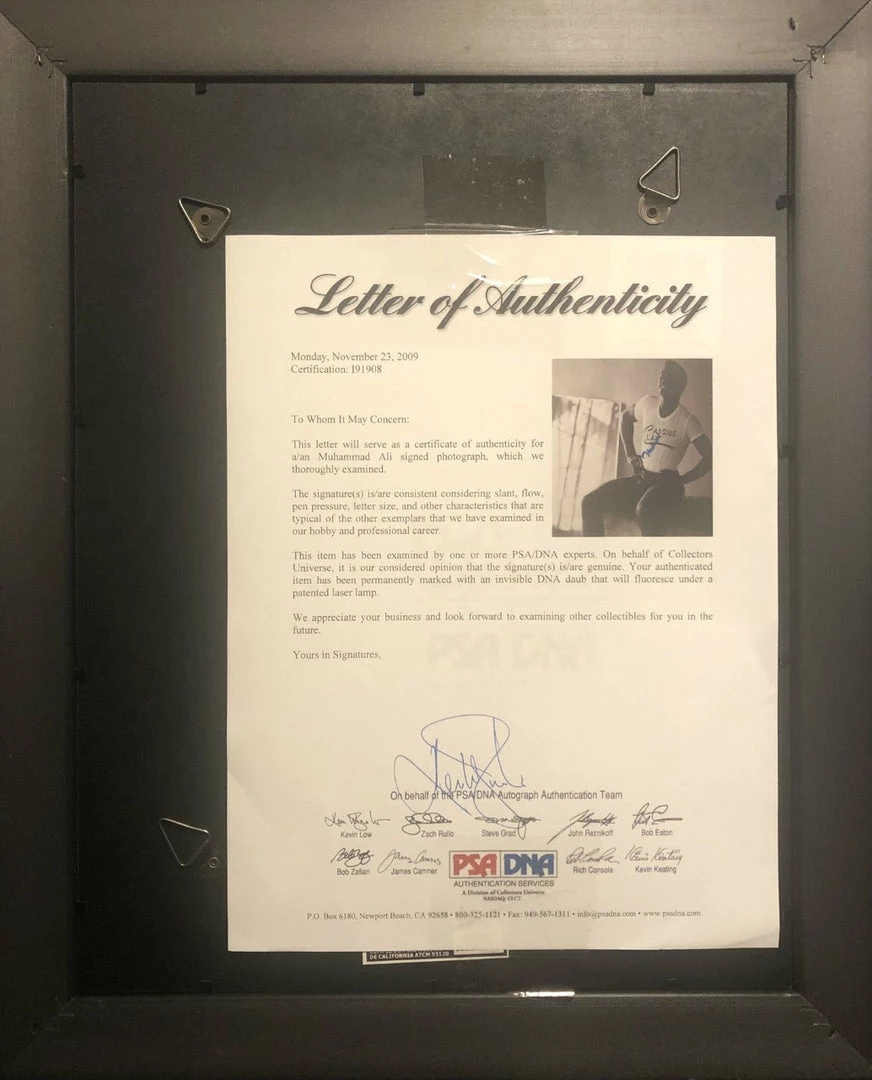 Letter of Authenticity
Monday, November 23, 2009
Certification: I91908
To Whom It May Concern:
This letter will serve as a certificate of authenticity for
a/an Muhammad Ali signed photograph, which we
thoroughly examined.
CASSIUS
The signature(s) is/are consistent considering slant, flow,
pen pressure, letter size, and other characteristics that are
typical of the other exemplars that we have examined in
our hobby and professional career.
This item has been examined by one or more PSA/DNA experts. On behalf of Collectors
Universe, it is our considered opinion that the signature(s) is/are genuine. Your authenticated
item has been permanently marked with an invisible DNA daub that will fluoresce under a
patented laser lamp.
We appreciate your business and look forward to examining other collectibles for you in the
future.
Yours in Signatures,
On behalf of the PSA/DNA Autograph Authentication Team
Kevin Low Zach Rullo Steve Grad John Reznikoff Bob Eaton
Bob Zafian James Camner Rich Consola Kevin Keating
PSA DNA
AUTHENTICATION SERVICES
A Division of Collectors Universe
NASDAQ: CLCT
P.O. Box 6180, Newport Beach, CA 92658 • 800-325-1121 • Fax: 949-567-1311 • info@psadna.com • www.psadna.com
DE CALIFORNIA ATCM 93120